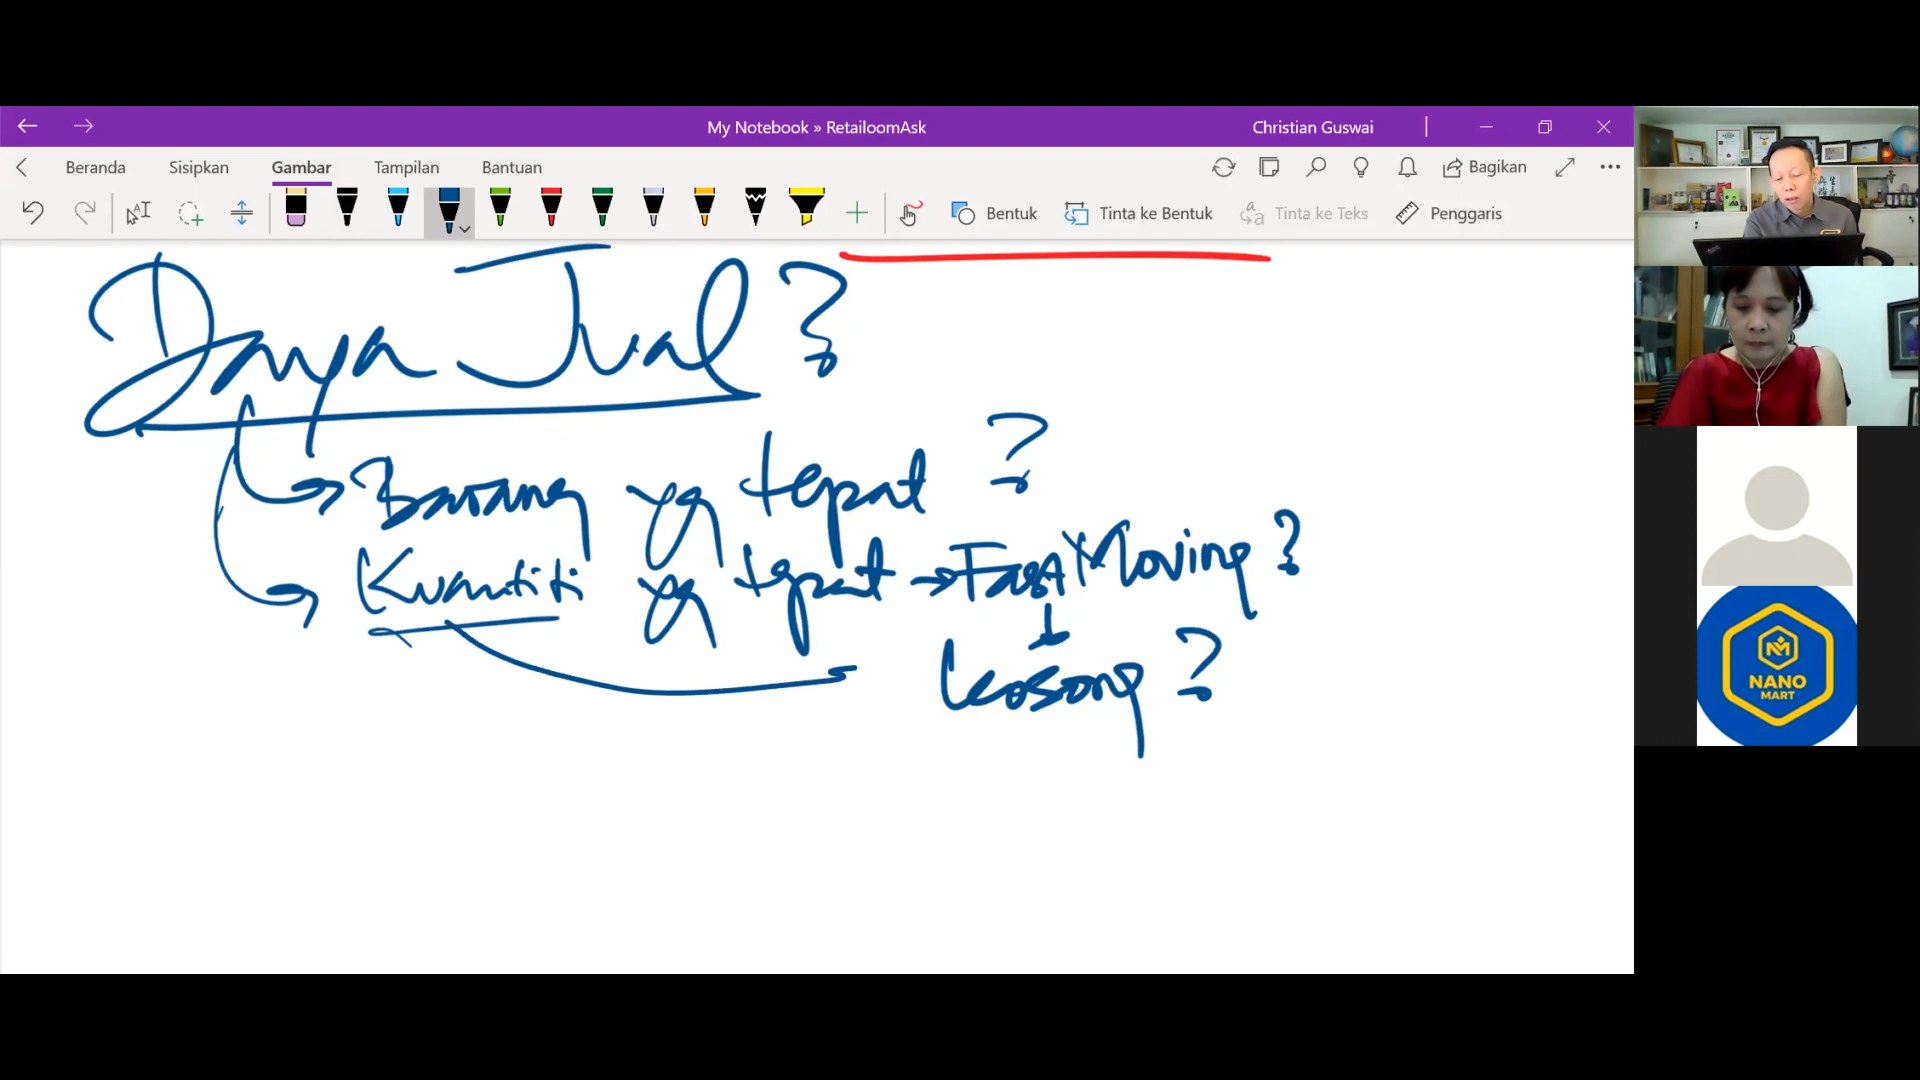 My Notebook » RetailoomAsk
Christian Guswai
Beranda Sisipkan Gambar Tampilan Bantuan
Bagikan
Bentuk Tinta ke Bentuk Tinta ke Teks Penggaris
Daya Jual ?
Barang yg tepat ?
Kuantiti yg tepat → Fast Moving ?
kosong ?
NANO
MART